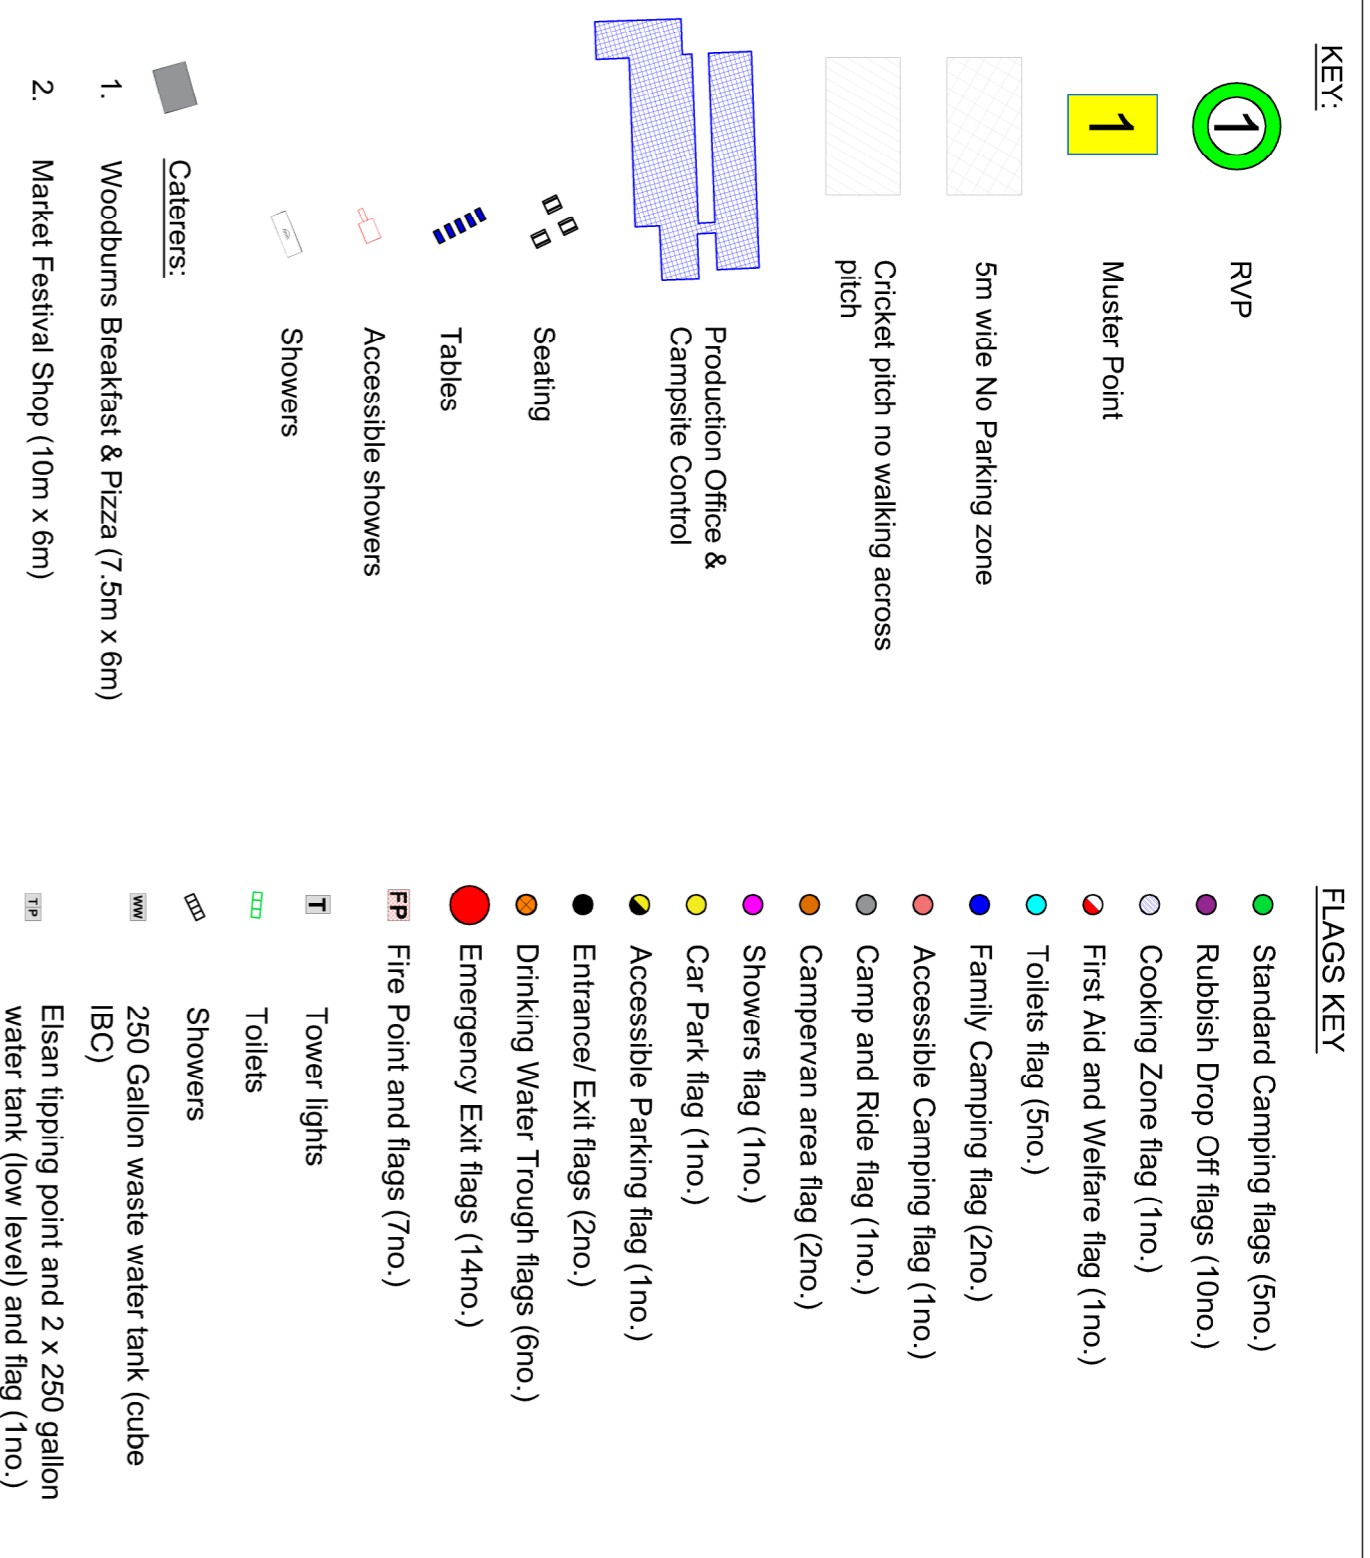 KEY:
1
RVP
1
Muster Point
5m wide No Parking zone
Cricket pitch no walking across
pitch
Production Office &
Campsite Control
Seating
Tables
Accessible showers
Showers
Caterers:
1. Woodburns Breakfast & Pizza (7.5m x 6m)
2. Market Festival Shop (10m x 6m)
FLAGS KEY
Standard Camping flags (5no.)
Rubbish Drop Off flags (10no.)
Cooking Zone flag (1no.)
First Aid and Welfare flag (1no.)
Toilets flag (5no.)
Family Camping flag (2no.)
Accessible Camping flag (1no.)
Camp and Ride flag (1no.)
Campervan area flag (2no.)
Showers flag (1no.)
Car Park flag (1no.)
Accessible Parking flag (1no.)
Entrance/ Exit flags (2no.)
Drinking Water Trough flags (6no.)
Emergency Exit flags (14no.)
FP Fire Point and flags (7no.)
T Tower lights
Toilets
Showers
WW 250 Gallon waste water tank (cube
IBC)
TP Elsan tipping point and 2 x 250 gallon
water tank (low level) and flag (1no.)